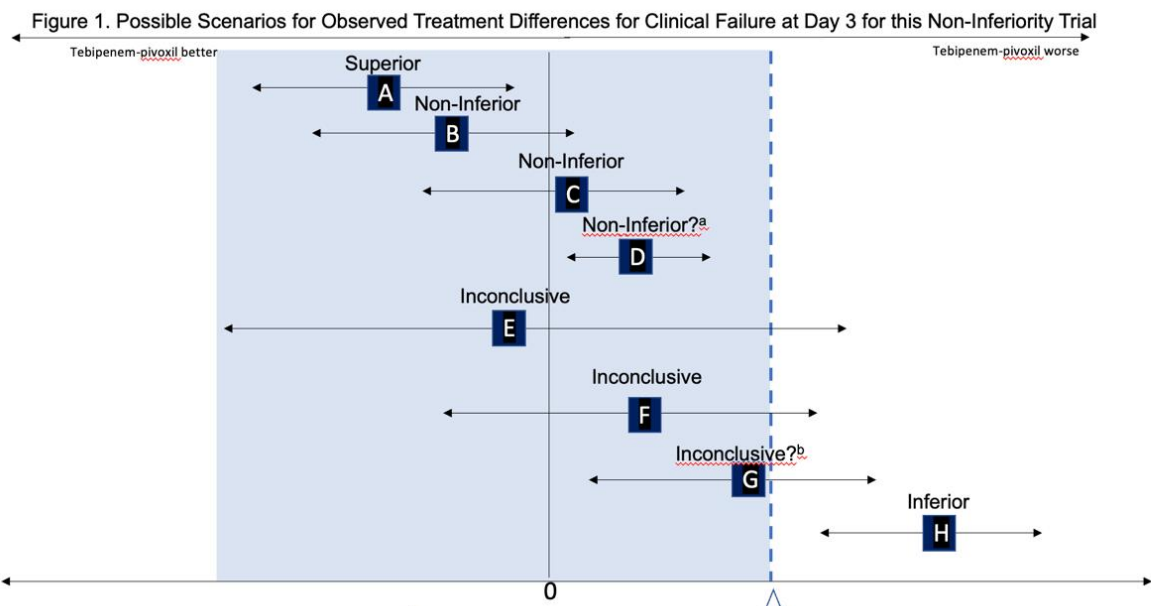 Figure 1. Possible Scenarios for Observed Treatment Differences for Clinical Failure at Day 3 for this Non-Inferiority Trial
Tebipenem-pivoxil better
Tebipenem-pivoxil worse
Superior
A
Non-Inferior
B
Non-Inferior
C
Non-Inferior?ᵃ
D
Inconclusive
E
Inconclusive
F
Inconclusive?ᵇ
G
Inferior
H
0
Δ